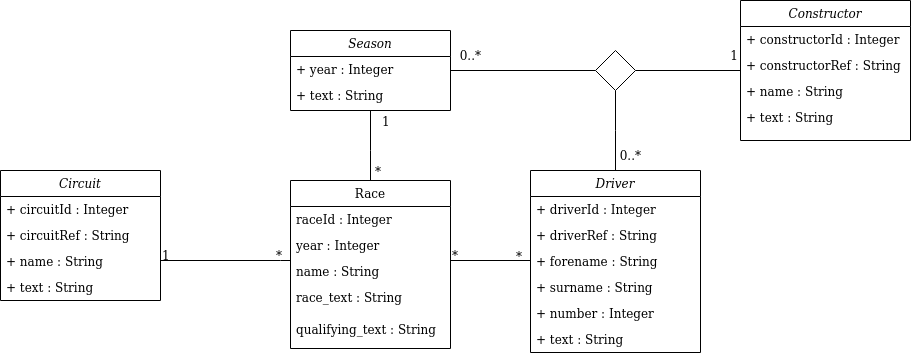 Constructor
+ constructorId : Integer
+ constructorRef : String
+ name : String
+ text : String
Season
+ year : Integer
+ text : String
0..*
1
1
*
0..*
Circuit
+ circuitId : Integer
+ circuitRef : String
+ name : String
+ text : String
1
*
Race
raceId : Integer
year : Integer
name : String
race_text : String
qualifying_text : String
*
*
Driver
+ driverId : Integer
+ driverRef : String
+ forename : String
+ surname : String
+ number : Integer
+ text : String